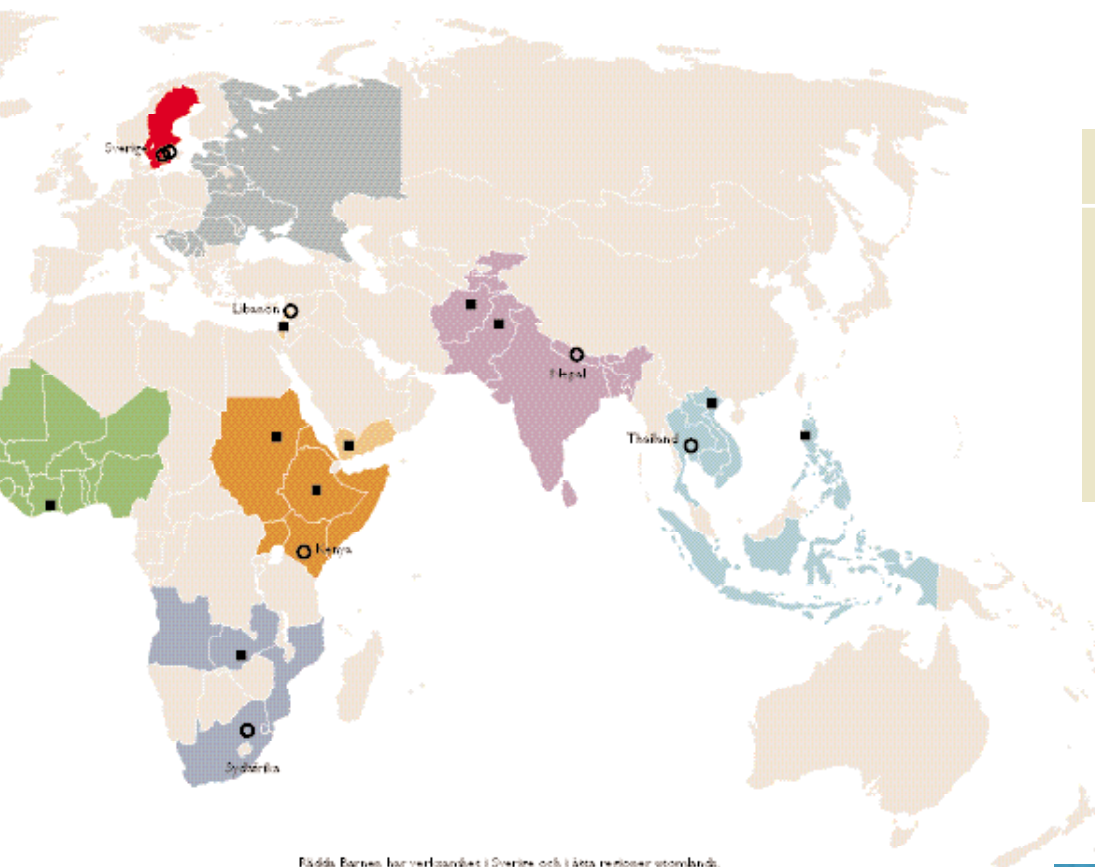 Sverige
Libanon
Nepal
Thailand
Kenya
Sydafrika
Rädda Barnen har verksamhet i Sverige och i åtta regioner utomlands.